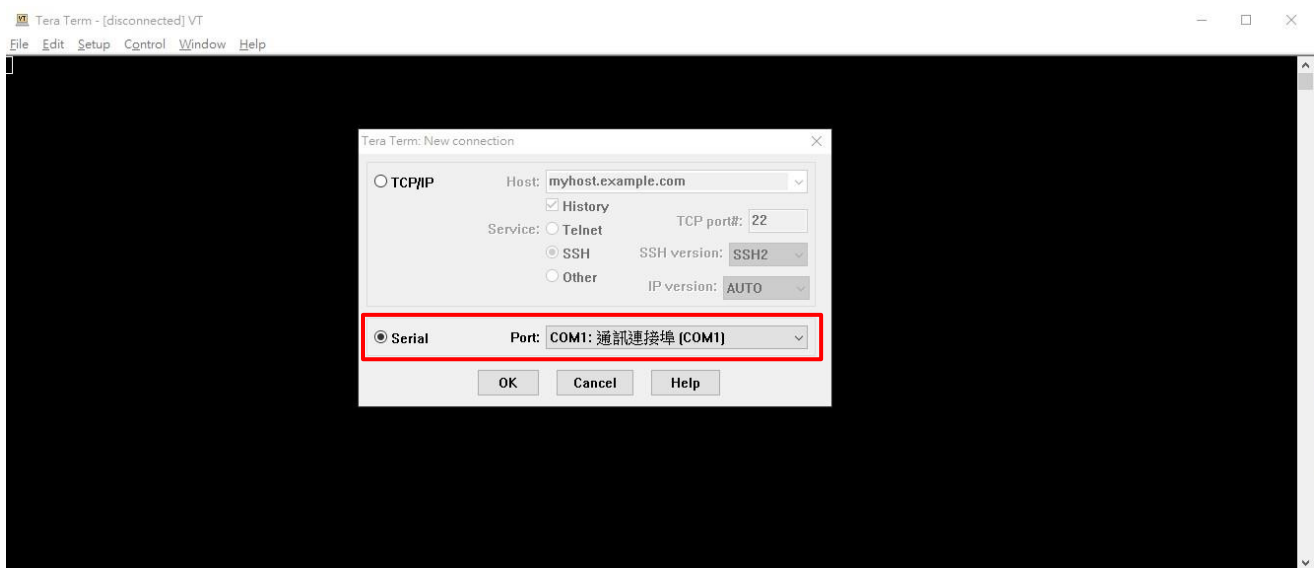 Tera Term - [disconnected] VT
File Edit Setup Control Window Help
Tera Term: New connection
TCP/IP Host: myhost.example.com
History
Service: Telnet TCP port#: 22
SSH SSH version: SSH2
Other IP version: AUTO
Serial Port: COM1: 通訊連接埠 (COM1)
OK Cancel Help